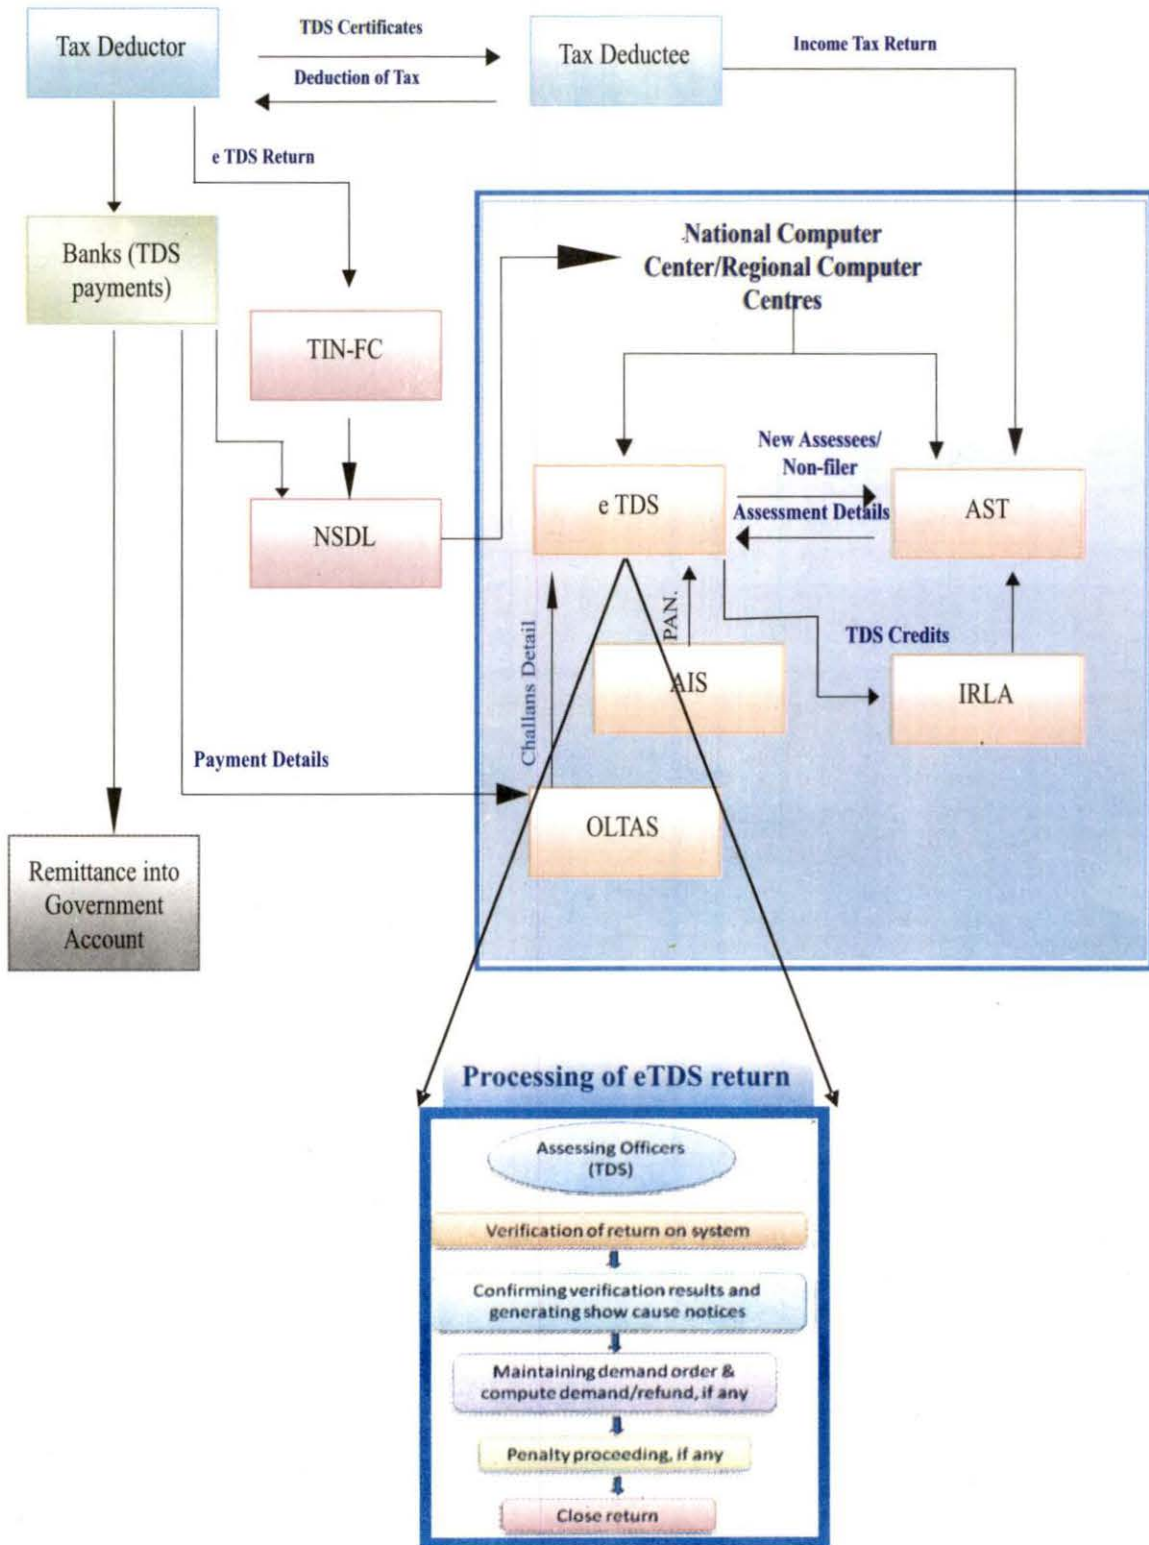 Tax Deductor
TDS Certificates
Deduction of Tax
Tax Deductee
Income Tax Return
e TDS Return
Banks (TDS
payments)
TIN-FC
NSDL
National Computer
Center/Regional Computer
Centres
e TDS
New Assessees/
Non-filer
Assessment Details
AST
Challans Detail
PAN.
AIS
TDS Credits
IRLA
Payment Details
OLTAS
Remittance into
Government
Account
Processing of eTDS return
Assessing Officers
(TDS)
Verification of return on system
Confirming verification results and
generating show cause notices
Maintaining demand order &
compute demand/refund, if any
Penalty proceeding, if any
Close return